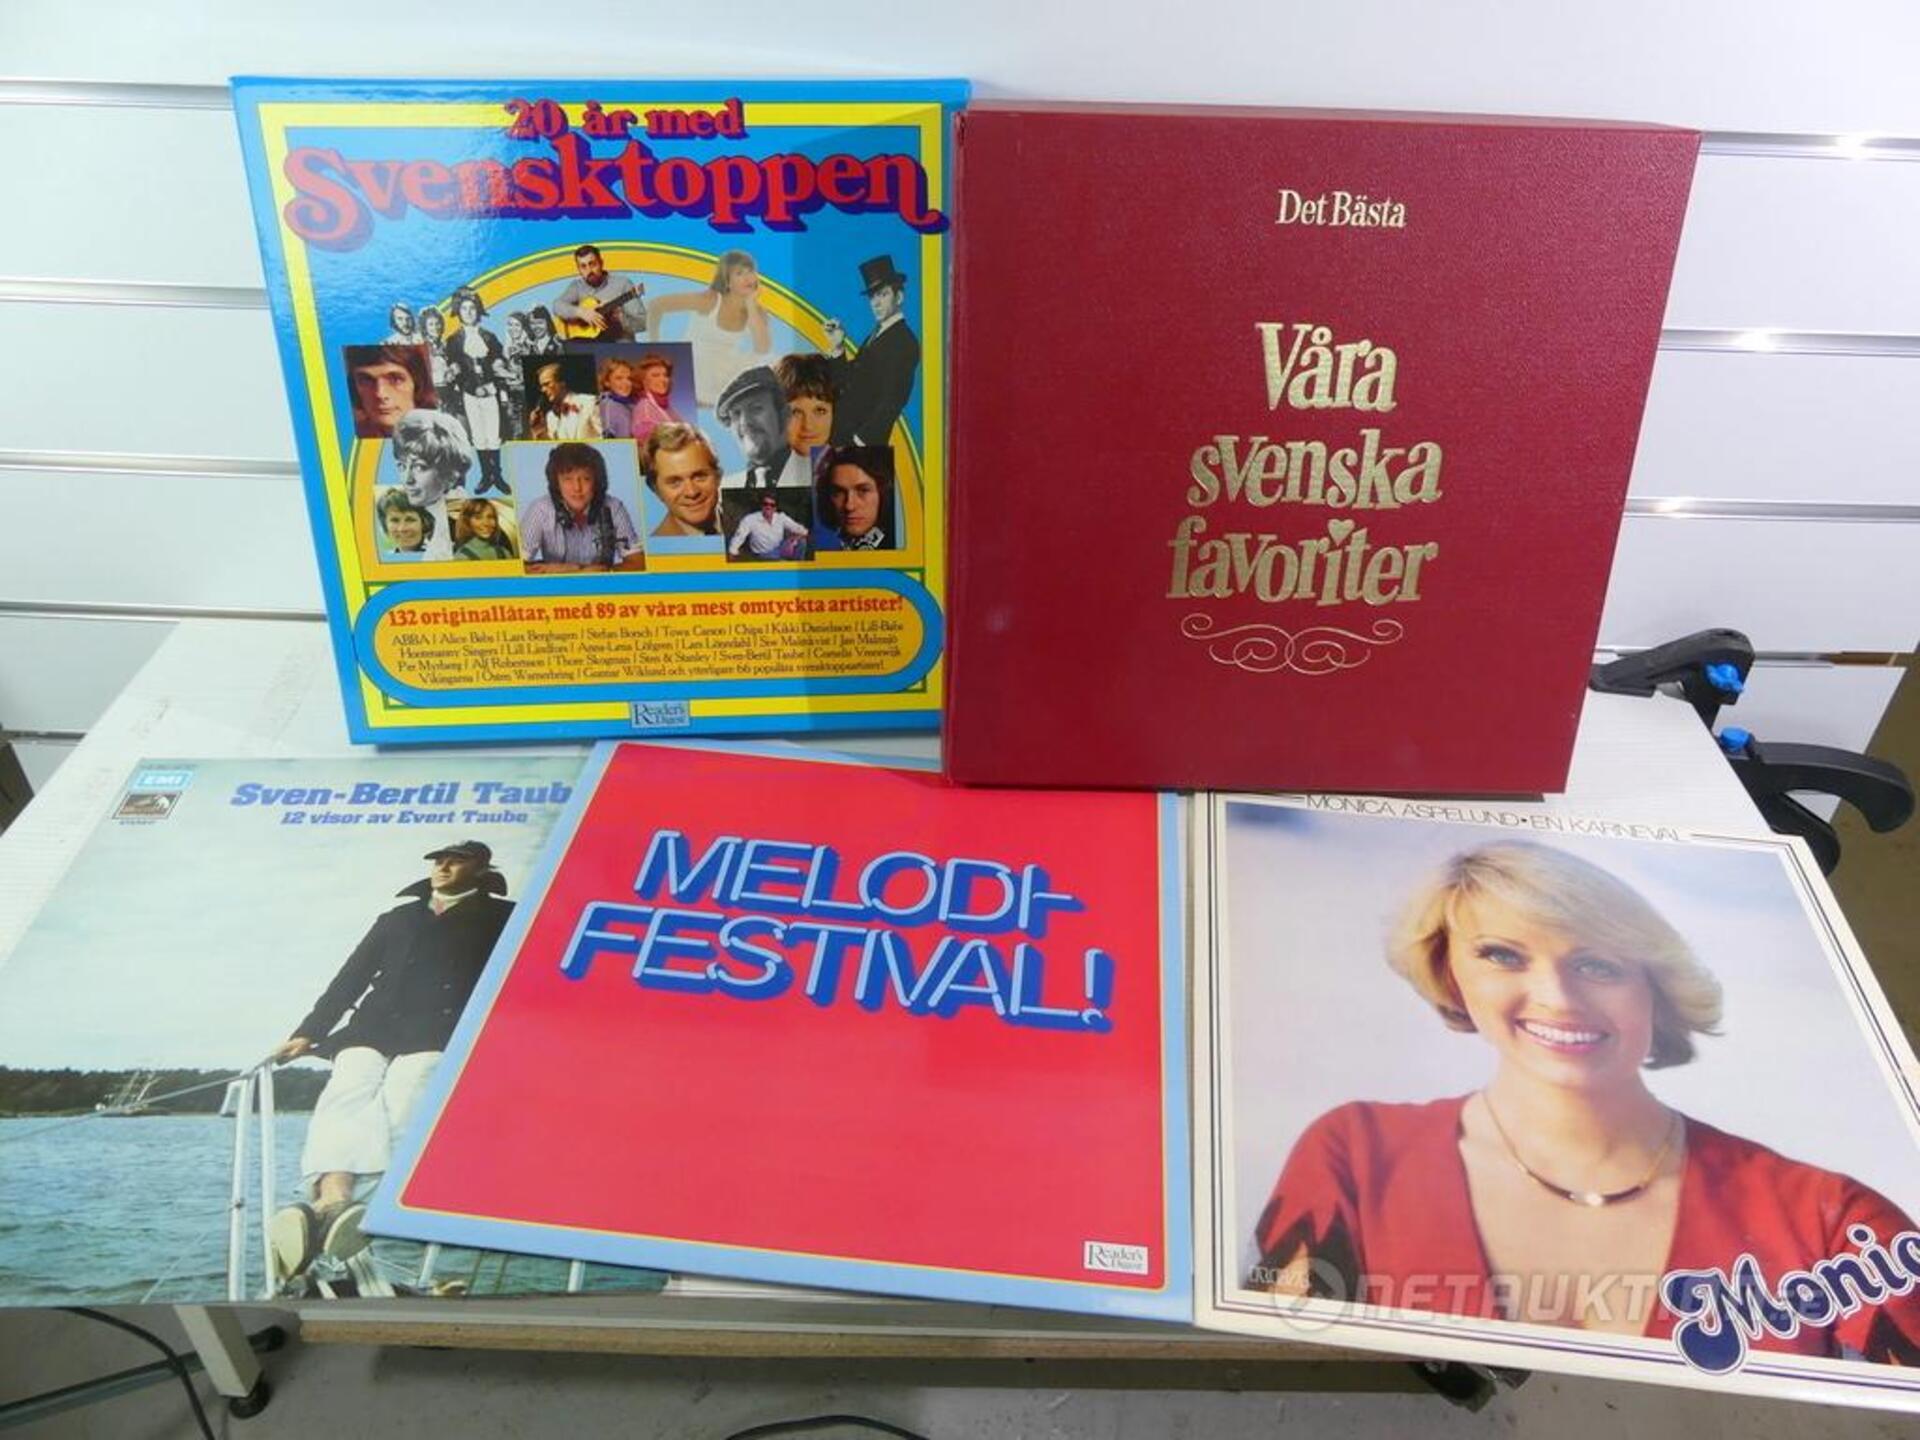 20 år med
Svensktoppen
132 originallåtar, med 89 av våra mest omtyckta artister!
ABBA / Alice Babs / Lars Berghagen / Stefan Borsch / Towa Carson / Chips / Kikki Danielsson / Lill-Babs
Hootenanny Singers / Lill Lindfors / Anna-Lena Löfgren / Lars Lönndahl / Siw Malmkvist / Jan Malmsjö
Per Myrberg / Alf Robertson / Thore Skogman / Sten & Stanley / Sven-Bertil Taube / Cornelis Vreeswijk
Vikingarna / Östen Warnerbring / Gunnar Wiklund och ytterligare 66 populära svensktoppsartister!
Reader's
Digest
Det Bästa
Våra
svenska
favoriter
EMI
STEREO
Sven-Bertil Taub
12 visor av Evert Taube
MELODI-
FESTIVAL!
Reader's
Digest
MONICA ASPELUND • EN KARNEVAL
RCA
Monic
NETAUKTION.SE